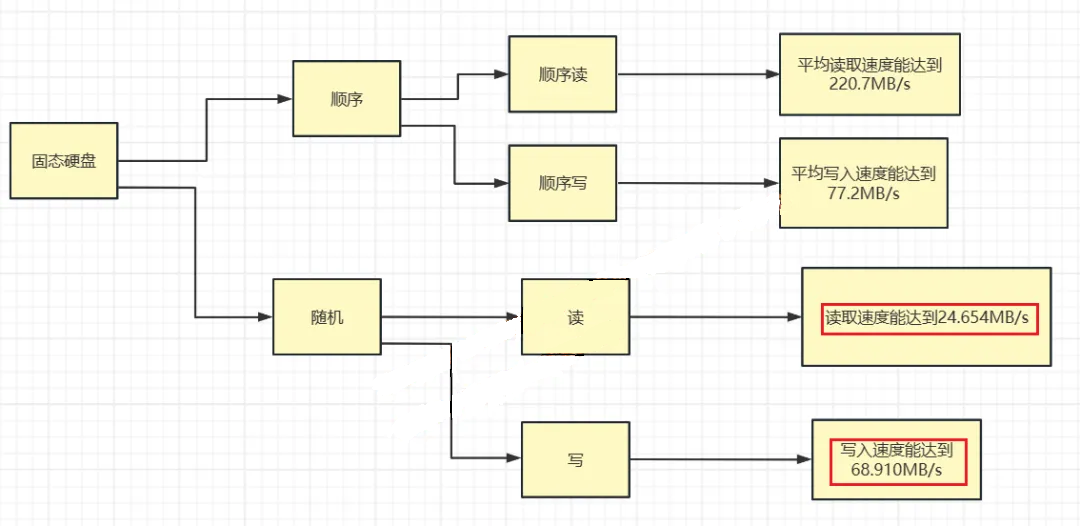 固态硬盘
顺序
顺序读
平均读取速度能达到
220.7MB/s
顺序写
平均写入速度能达到
77.2MB/s
随机
读
读取速度能达到24.654MB/s
写
写入速度能达到
68.910MB/s